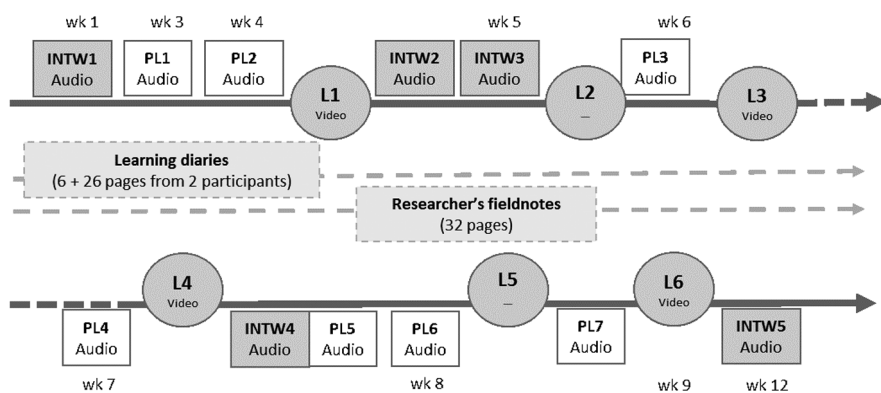 wk 1
wk 3
wk 4
wk 5
wk 6
INTW1
Audio
PL1
Audio
PL2
Audio
L1
Video
INTW2
Audio
INTW3
Audio
L2
–
PL3
Audio
L3
Video
Learning diaries
(6 + 26 pages from 2 participants)
Researcher's fieldnotes
(32 pages)
L4
Video
L5
–
L6
Video
PL4
Audio
INTW4
Audio
PL5
Audio
PL6
Audio
PL7
Audio
INTW5
Audio
wk 7
wk 8
wk 9
wk 12